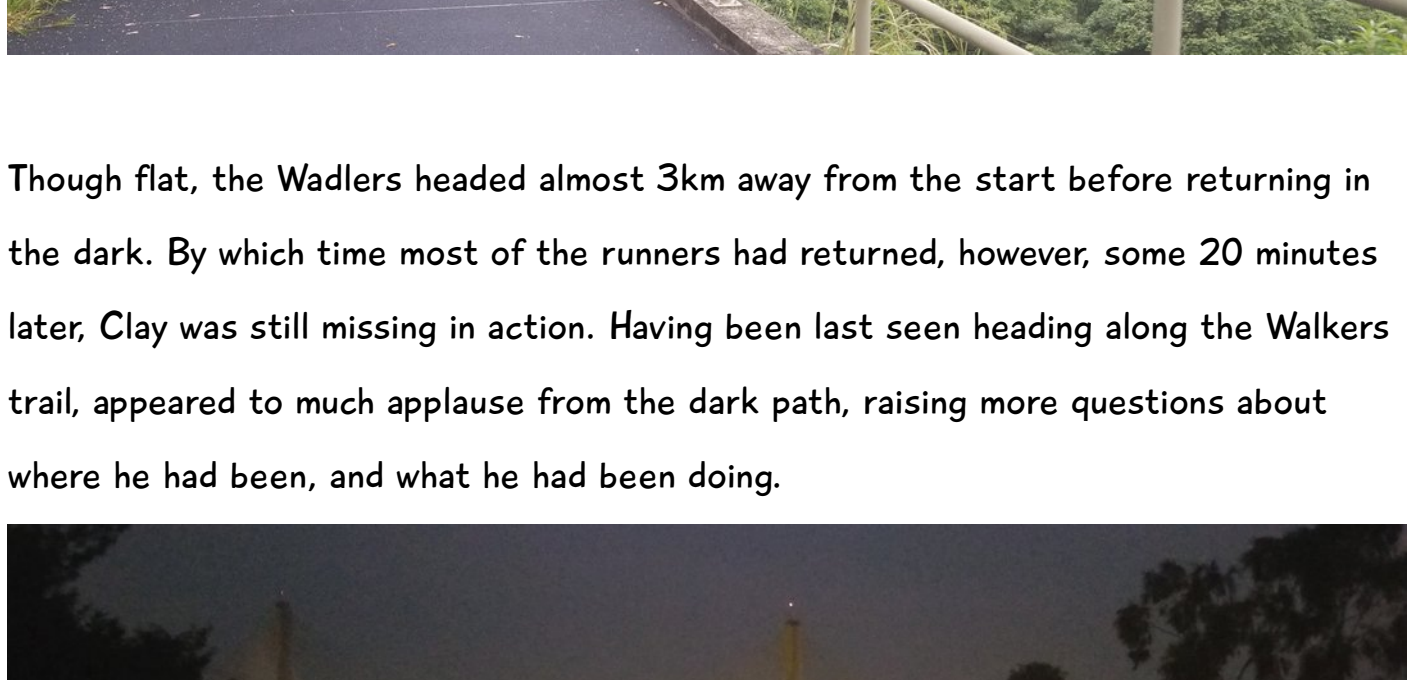 Though flat, the Wadlers headed almost 3km away from the start before returning in
the dark. By which time most of the runners had returned, however, some 20 minutes
later, Clay was still missing in action. Having been last seen heading along the Walkers
trail, appeared to much applause from the dark path, raising more questions about
where he had been, and what he had been doing.